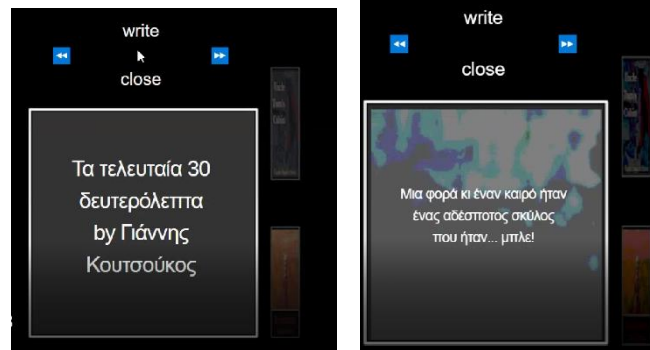 write
close
Τα τελευταία 30
δευτερόλεπτα
by Γιάννης
Κουτσούκος
write
close
Μια φορά κι έναν καιρό ήταν
ένας αδέσποτος σκύλος
που ήταν... μπλε!